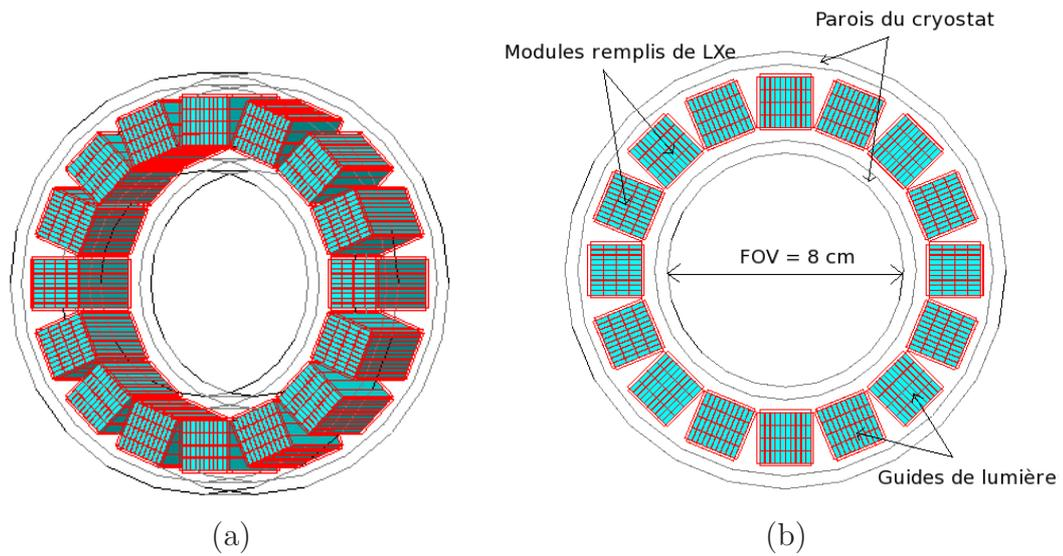 Parois du cryostat
Modules remplis de LXe
FOV = 8 cm
Guides de lumière
(a)
(b)